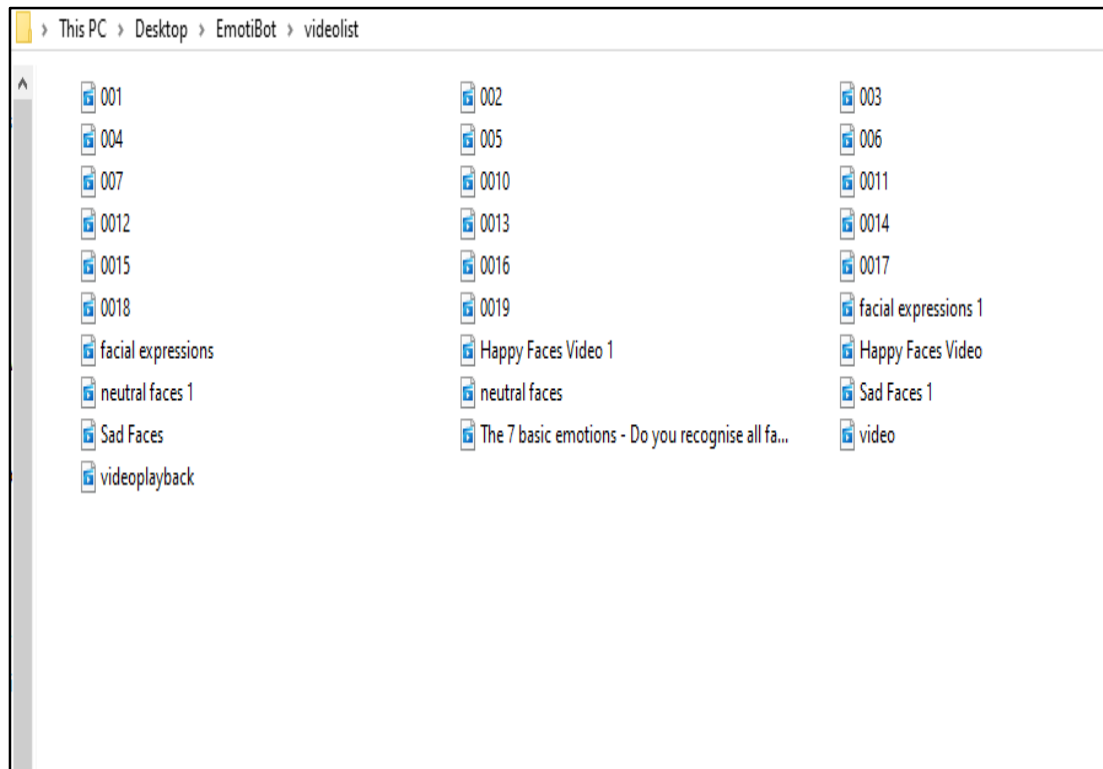 This PC > Desktop > EmotiBot > videolist
001 002 003
004 005 006
007 0010 0011
0012 0013 0014
0015 0016 0017
0018 0019 facial expressions 1
facial expressions Happy Faces Video 1 Happy Faces Video
neutral faces 1 neutral faces Sad Faces 1
Sad Faces The 7 basic emotions - Do you recognise all fa... video
videoplayback